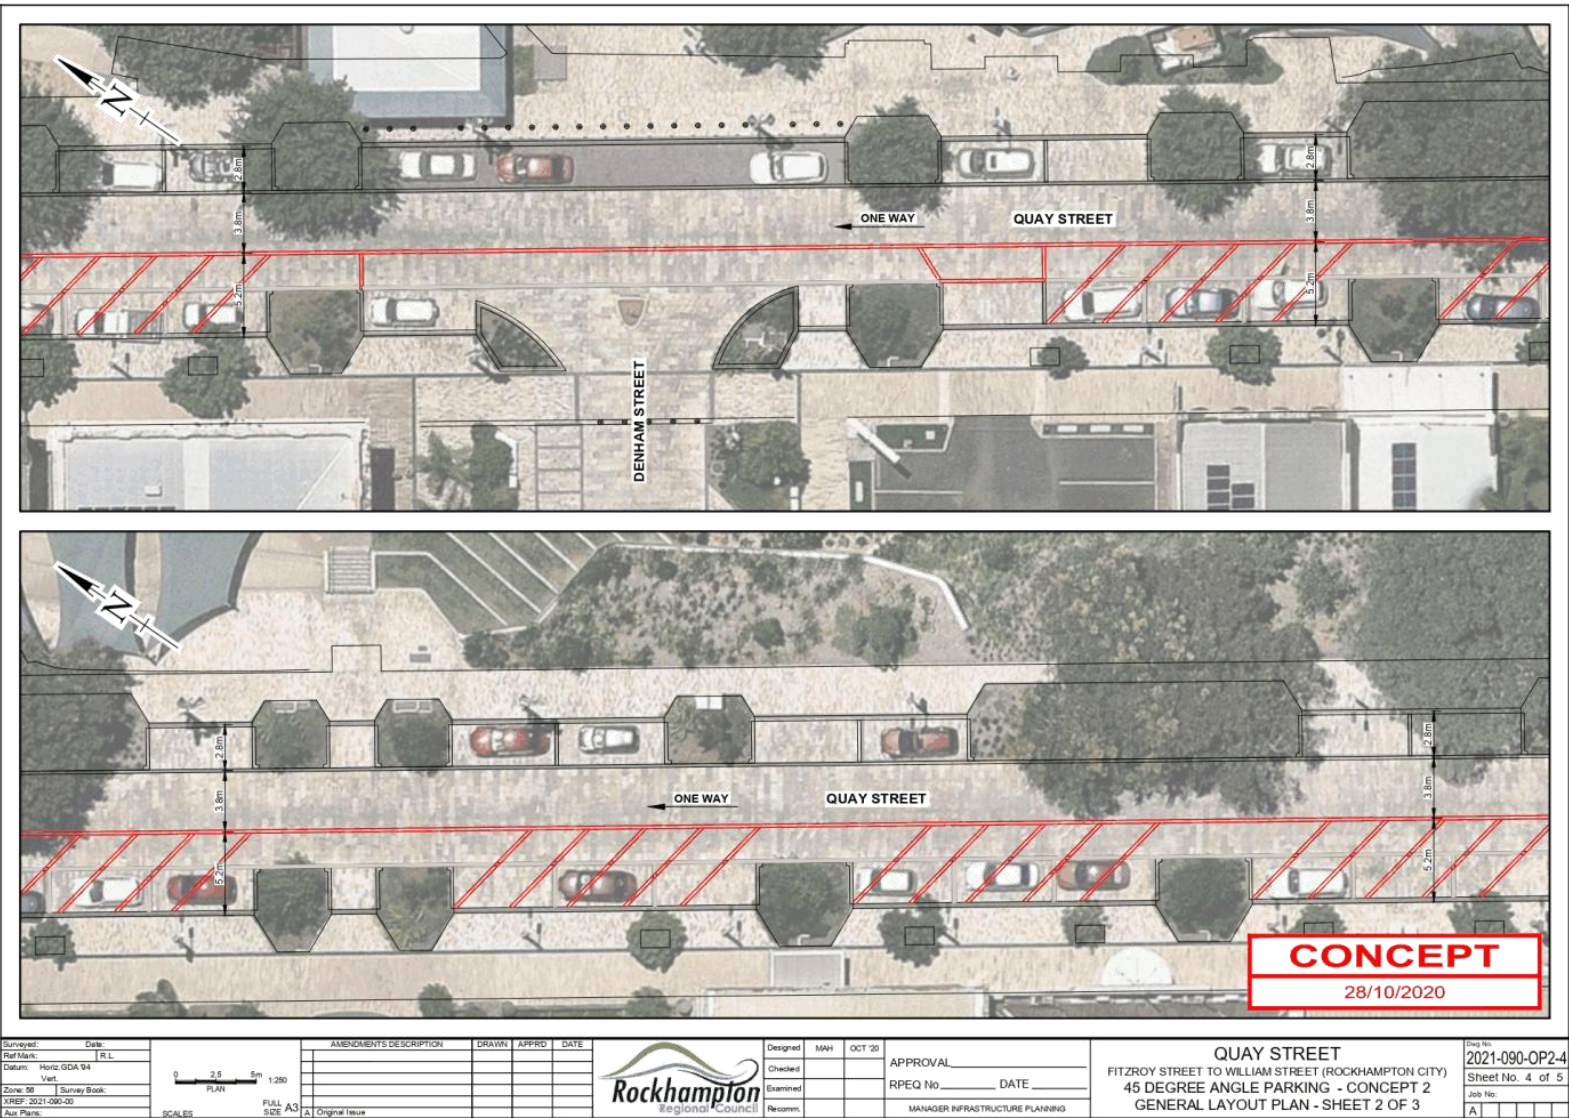 N
2.8m
2.8m
3.8m
3.8m
ONE WAY
QUAY STREET
5.2m
5.2m
DENHAM STREET
N
2.8m
2.8m
3.8m
3.8m
ONE WAY
QUAY STREET
5.2m
5.2m
CONCEPT
28/10/2020
Surveyed: Date:
Ref Mark: R.L.
Datum: Horiz. GDA '94
Vert.
Zone: 56 Survey Book:
XREF: 2021-090-00
Aux Plans:
0 2.5 5m 1:250
PLAN
SCALES
FULL SIZE A3
AMENDMENTS DESCRIPTION DRAWN APPR'D DATE
A Original Issue
Rockhampton
Regional Council
Designed MAH OCT '20
Checked
Examined
Recomm.
APPROVAL
RPEQ No. DATE
MANAGER INFRASTRUCTURE PLANNING
QUAY STREET
FITZROY STREET TO WILLIAM STREET (ROCKHAMPTON CITY)
45 DEGREE ANGLE PARKING - CONCEPT 2
GENERAL LAYOUT PLAN - SHEET 2 OF 3
Dwg No.
2021-090-OP2-4
Sheet No. 4 of 5
Job No:
A